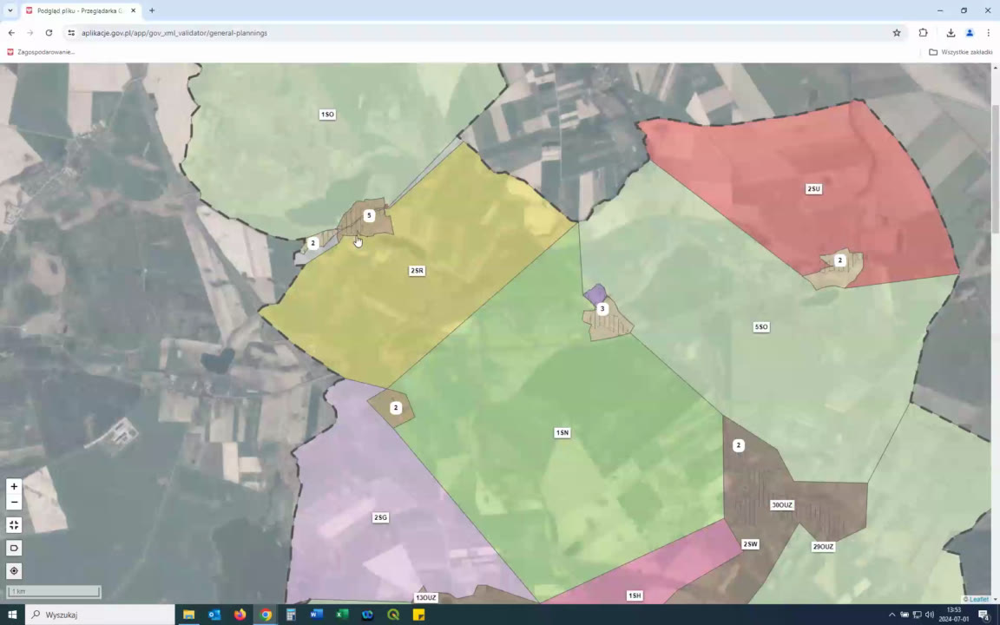 Podgląd pliku - Przeglądarka
aplikacje.gov.pl/app/gov_xml_validator/general-plannings
Zagospodarowanie...
Wszystkie zakładki
1SO
2SU
5
2
2
2SR
3
5SO
2
1SN
2
30OUZ
2SG
2SW
29OUZ
1 km
13OUZ
1SH
© Leaflet
Wyszukaj
13:53
2024-07-01
4